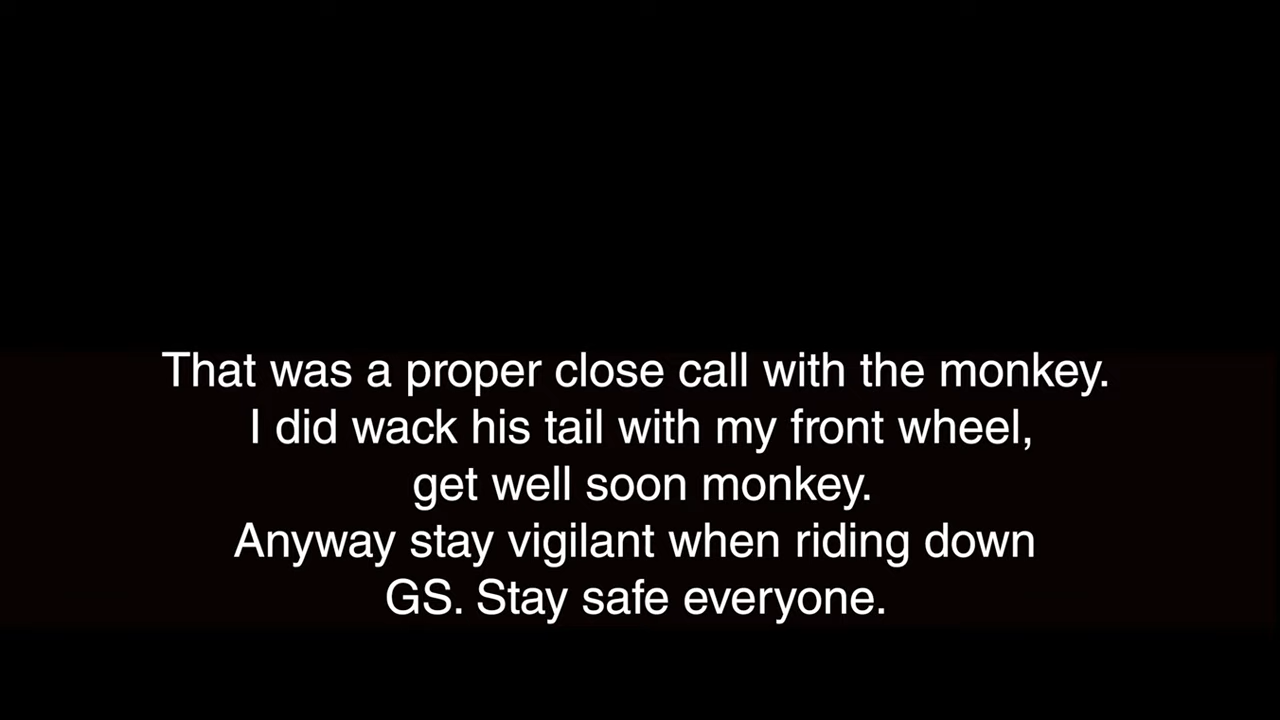 That was a proper close call with the monkey.
I did wack his tail with my front wheel,
get well soon monkey.
Anyway stay vigilant when riding down
GS. Stay safe everyone.